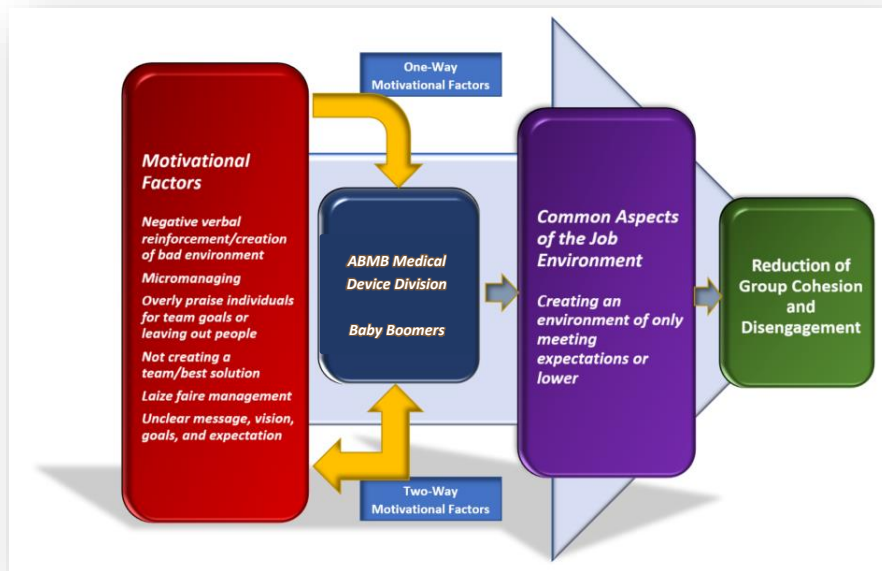 One-Way
Motivational Factors
Motivational
Factors
Negative verbal
reinforcement/creation
of bad environment
Micromanaging
Overly praise individuals
for team goals or
leaving out people
Not creating a
team/best solution
Laize faire management
Unclear message, vision,
goals, and expectation
ABMB Medical
Device Division
Baby Boomers
Two-Way
Motivational Factors
Common Aspects
of the Job
Environment
Creating an
environment of only
meeting
expectations or
lower
Reduction of
Group Cohesion
and
Disengagement